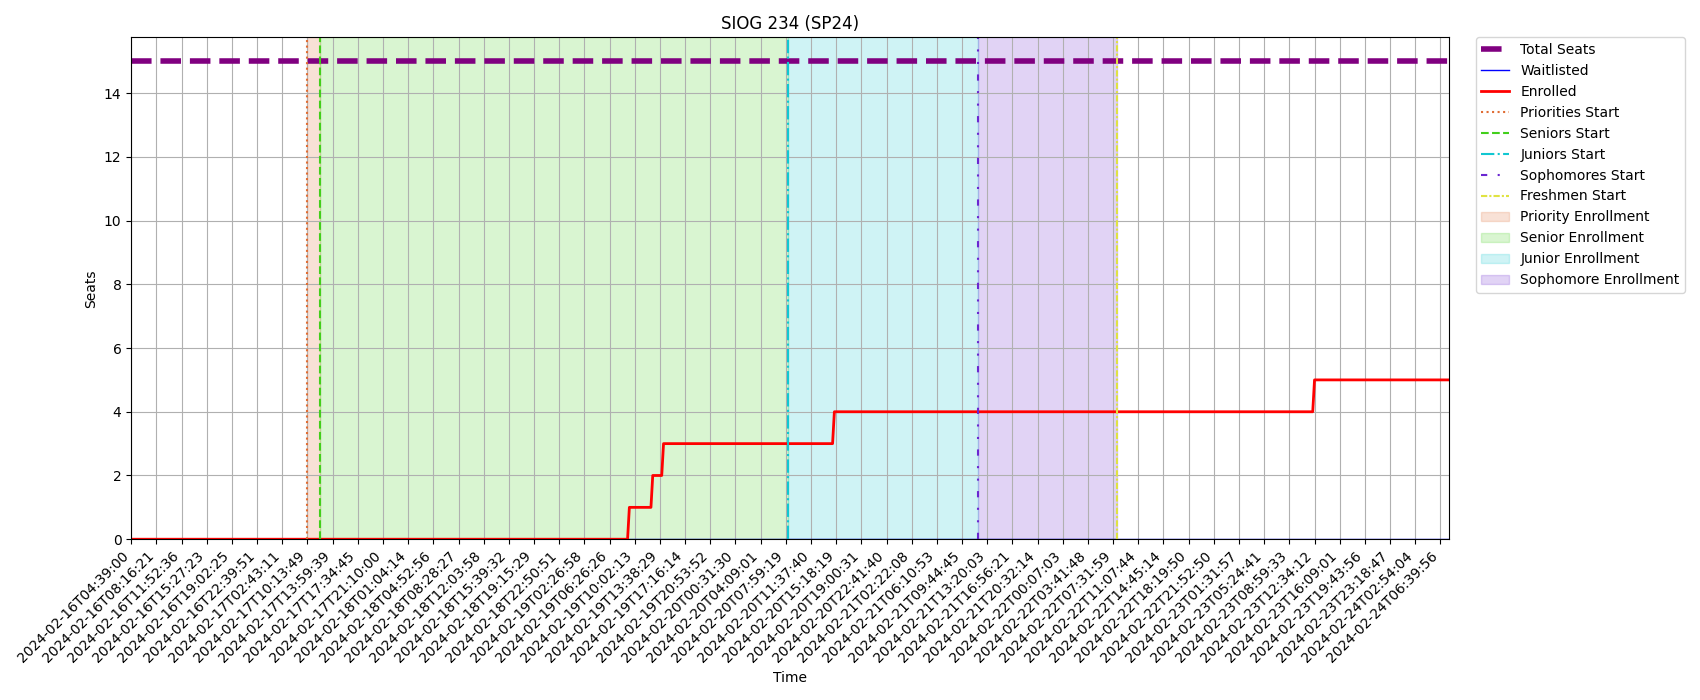 SIOG 234 (SP24)
Seats
14
12
10
8
6
4
2
0
2024-02-16T04:39:00
2024-02-16T08:16:21
2024-02-16T11:52:36
2024-02-16T15:27:23
2024-02-16T19:02:25
2024-02-16T22:39:51
2024-02-17T02:43:11
2024-02-17T10:13:49
2024-02-17T13:59:39
2024-02-17T17:34:45
2024-02-17T21:10:00
2024-02-18T01:04:14
2024-02-18T04:52:56
2024-02-18T08:28:27
2024-02-18T12:03:58
2024-02-18T15:39:32
2024-02-18T19:15:29
2024-02-18T22:50:51
2024-02-19T02:26:58
2024-02-19T06:26:26
2024-02-19T10:02:13
2024-02-19T13:38:29
2024-02-19T17:16:14
2024-02-19T20:53:52
2024-02-20T00:31:30
2024-02-20T04:09:01
2024-02-20T07:59:19
2024-02-20T11:37:40
2024-02-20T15:18:19
2024-02-20T19:00:31
2024-02-20T22:41:40
2024-02-21T02:22:08
2024-02-21T06:10:53
2024-02-21T09:44:45
2024-02-21T13:20:03
2024-02-21T16:56:21
2024-02-21T20:32:14
2024-02-22T00:07:03
2024-02-22T03:41:48
2024-02-22T07:31:59
2024-02-22T11:07:44
2024-02-22T14:45:14
2024-02-22T18:19:50
2024-02-22T21:52:50
2024-02-23T01:31:57
2024-02-23T05:24:41
2024-02-23T08:59:33
2024-02-23T12:34:12
2024-02-23T16:09:01
2024-02-23T19:43:56
2024-02-23T23:18:47
2024-02-24T02:54:04
2024-02-24T06:39:56
Time
Total Seats
Waitlisted
Enrolled
Priorities Start
Seniors Start
Juniors Start
Sophomores Start
Freshmen Start
Priority Enrollment
Senior Enrollment
Junior Enrollment
Sophomore Enrollment